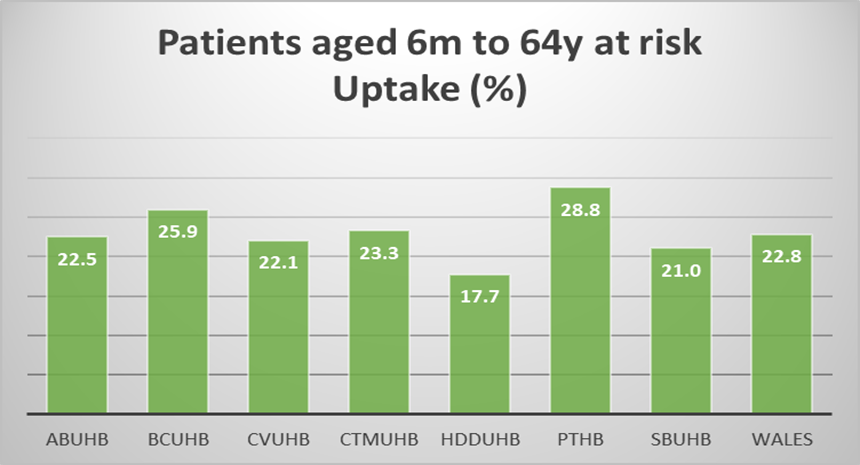 Patients aged 6m to 64y at risk
Uptake (%)
22.5
25.9
22.1
23.3
17.7
28.8
21.0
22.8
ABUHB
BCUHB
CVUHB
CTMUHB
HDDUHB
PTHB
SBUHB
WALES